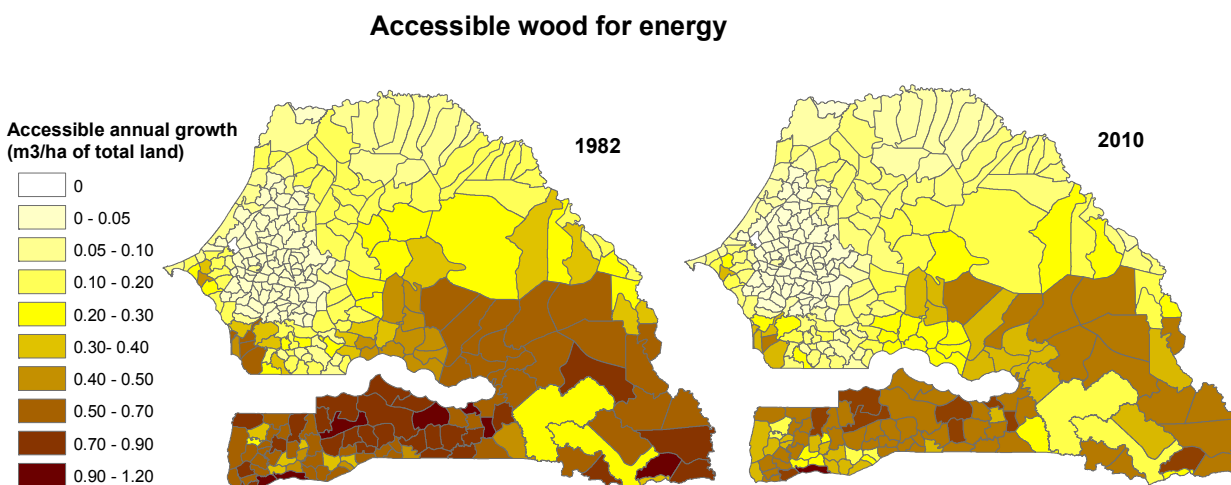 Accessible wood for energy
Accessible annual growth
(m3/ha of total land)
0
0 - 0.05
0.05 - 0.10
0.10 - 0.20
0.20 - 0.30
0.30- 0.40
0.40 - 0.50
0.50 - 0.70
0.70 - 0.90
0.90 - 1.20
1982
2010